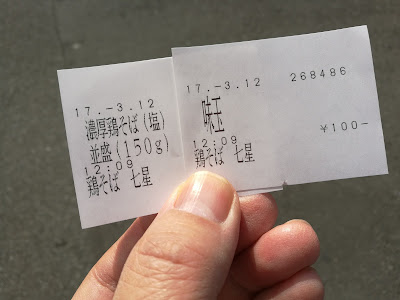 17.-3.12
濃厚鶏そば(塩)
並盛(150g)
12:09
鶏そば 七星
17.-3.12 268486
味玉
¥100-
12:09
鶏そば 七星